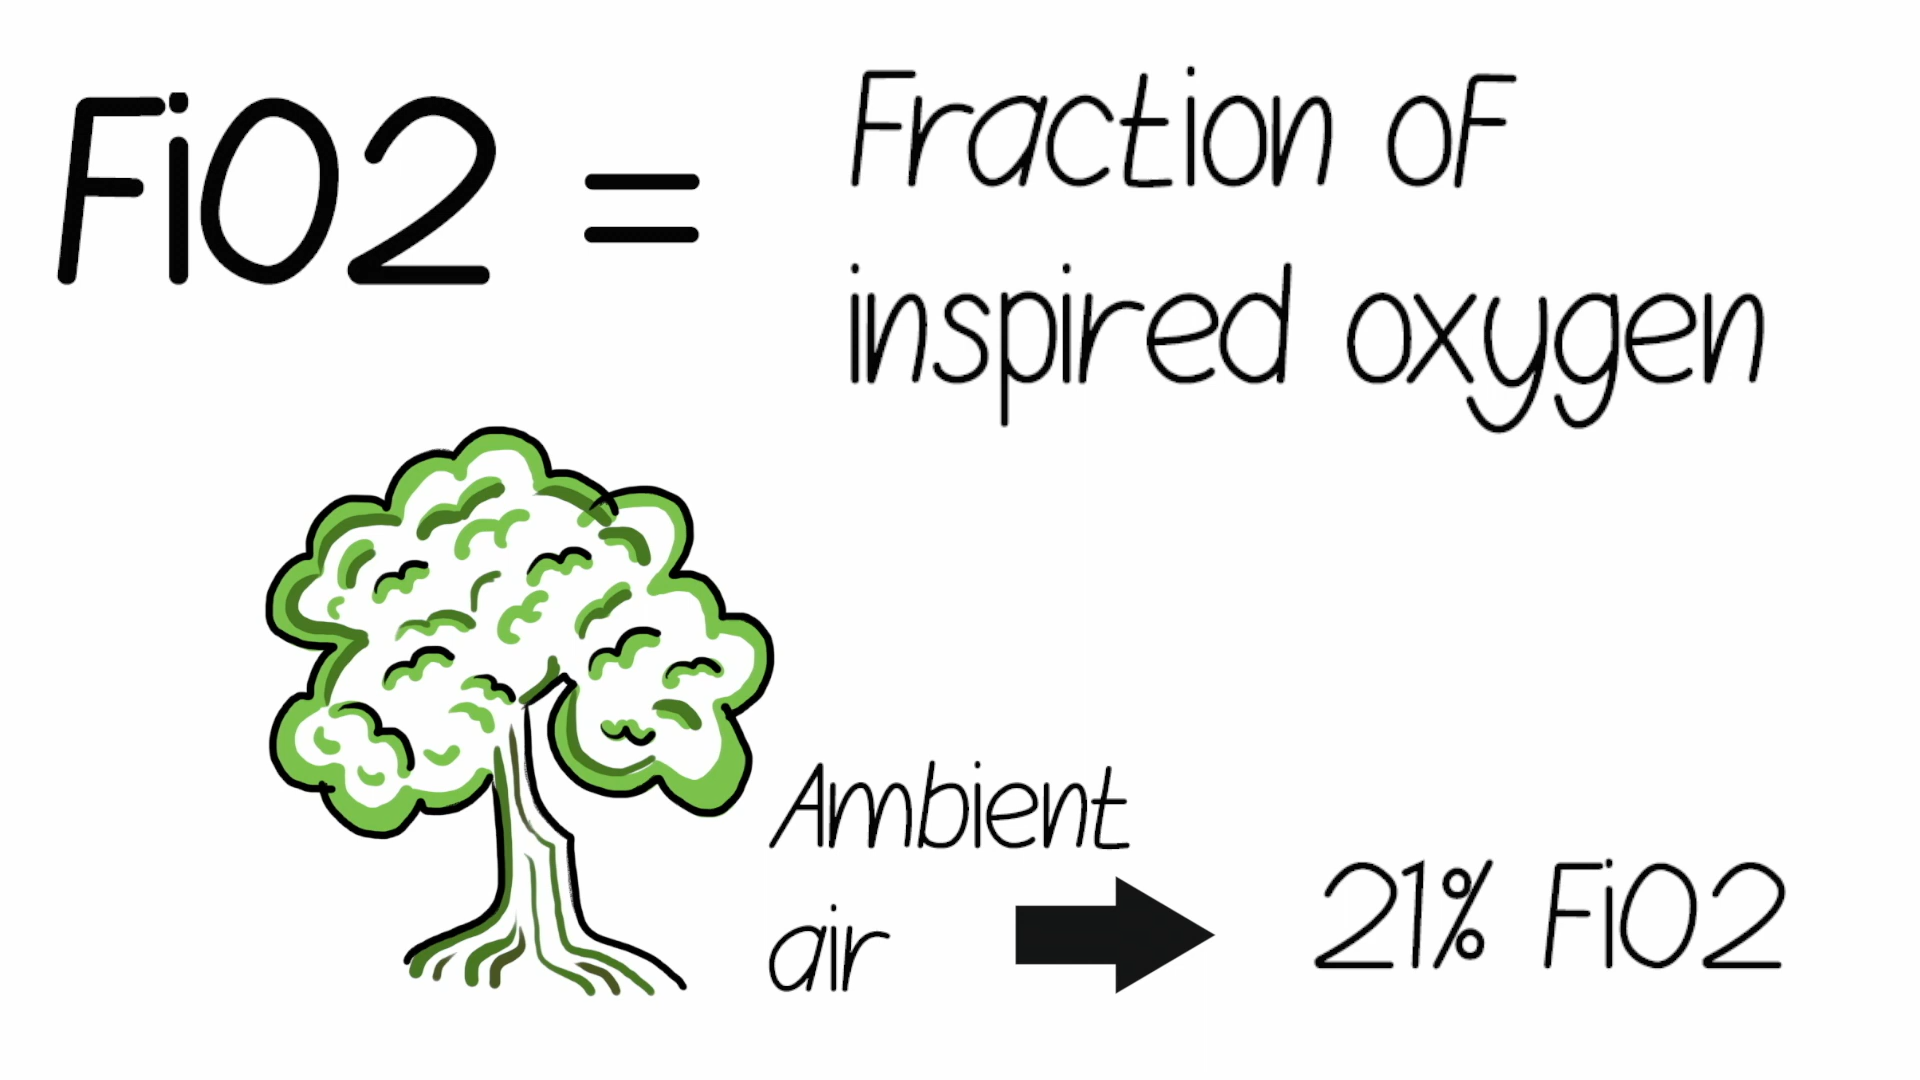 FiO2 =
Fraction of
inspired oxygen
Ambient
air
21% FiO2